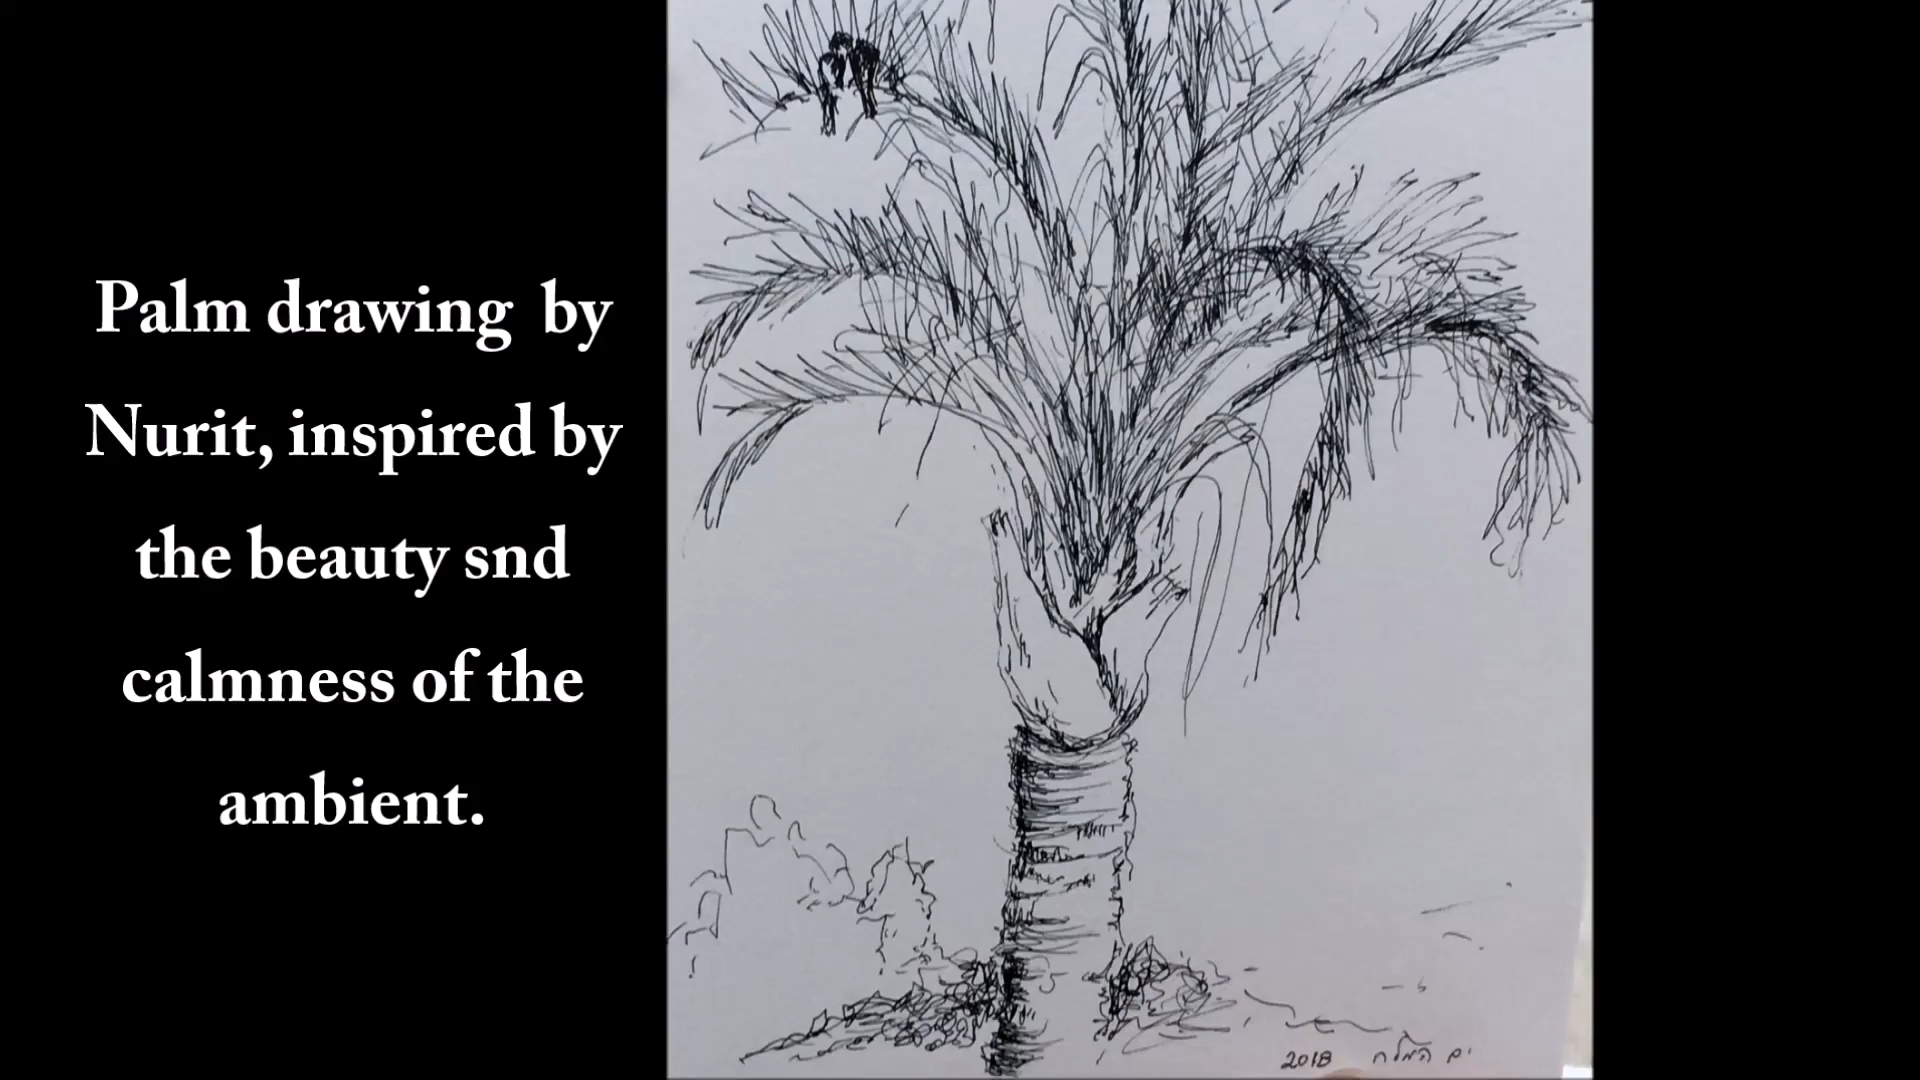 Palm drawing by
Nurit, inspired by
the beauty snd
calmness of the
ambient.
ים המלח 2018